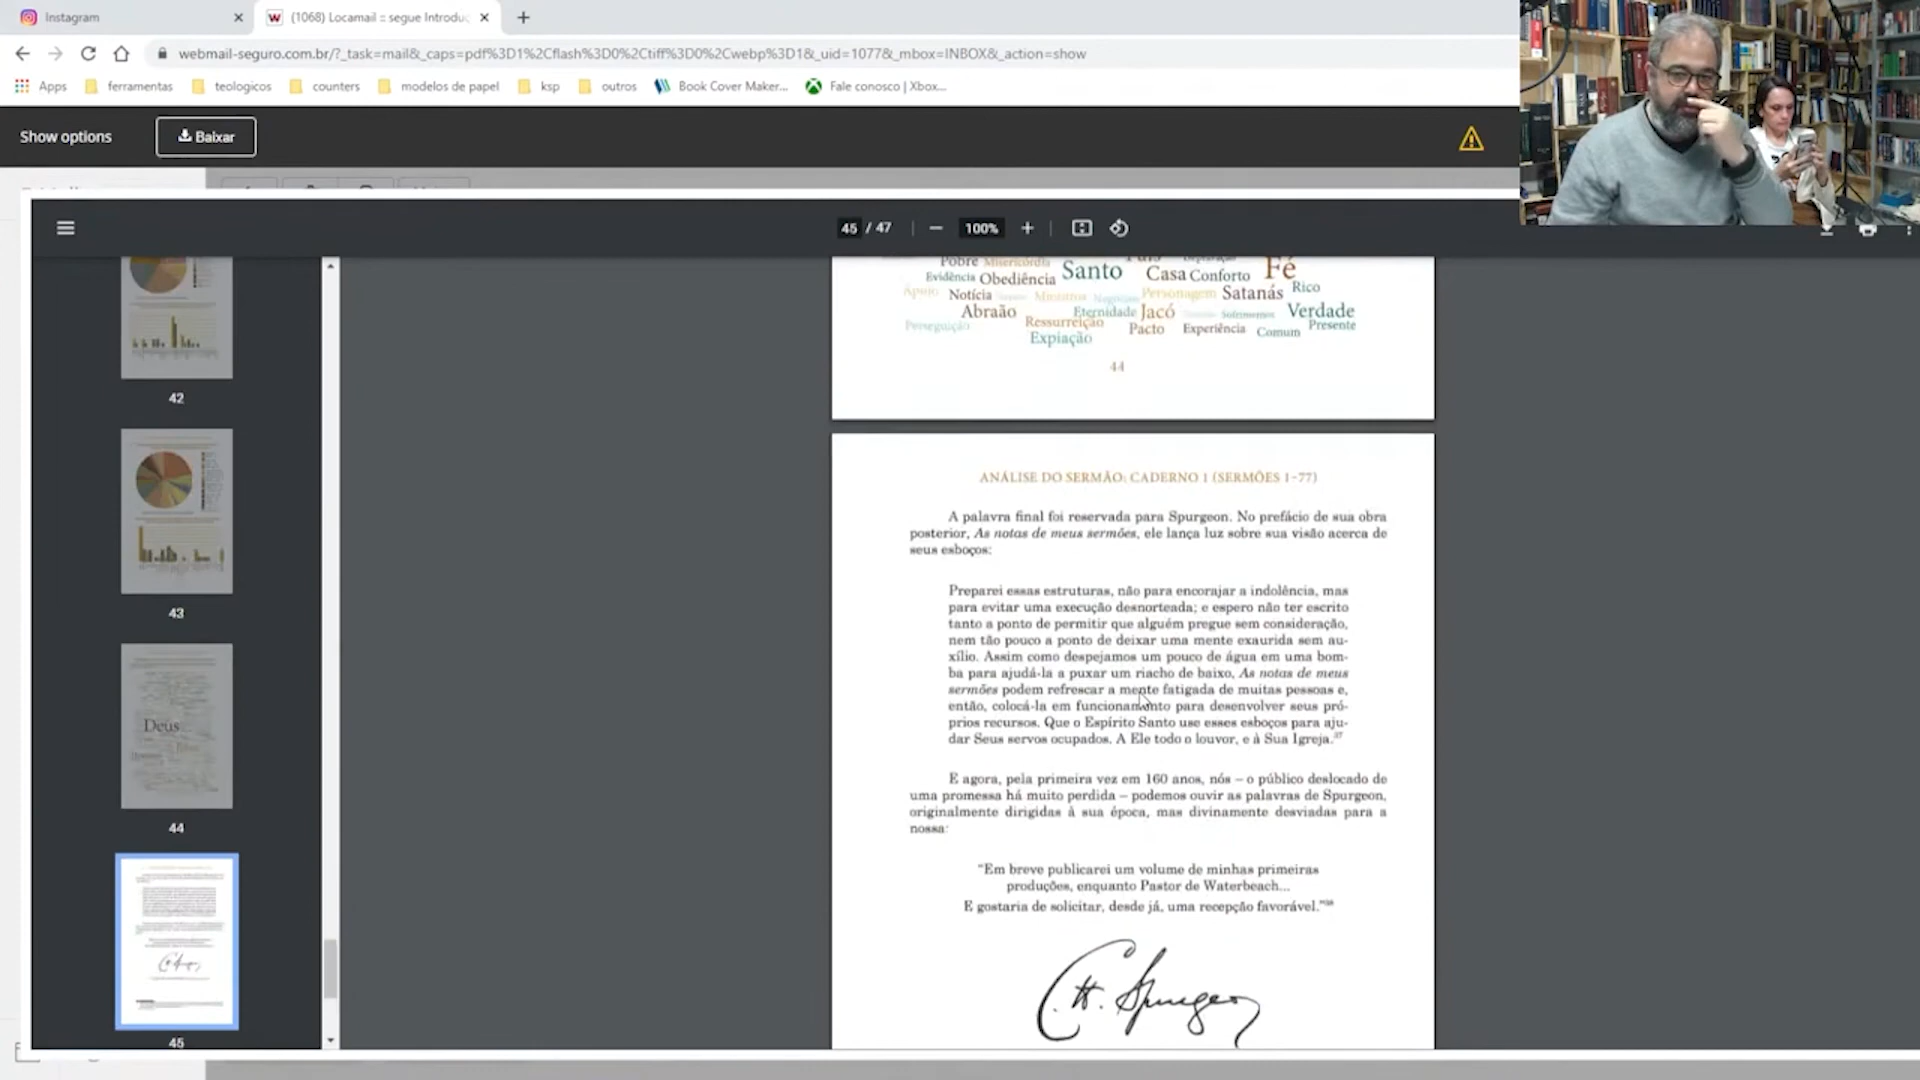 Instagram
(1068) Locamail :: segue Introduç
webmail-seguro.com.br/?_task=mail&_caps=pdf%3D1%2Cflash%3D0%2Ctiff%3D0%2Cwebp%3D1&_uid=1077&_mbox=INBOX&_action=show
Apps ferramentas teologicos counters modelos de papel ksp outros Book Cover Maker... Fale conosco | Xbox...
Show options Baixar
45 / 47 100%
42
43
Deus
44
45
Pobre Misericórdia País
Evidência Obediência Santo Casa Conforto Fé
Apoio Notícia Ministros Personagem Satanás Rico
Abraão Eternidade Jacó Sofrimentos Verdade
Perseguição Ressurreição Pacto Experiência Comum Presente
Expiação
44
ANÁLISE DO SERMÃO: CADERNO 1 (SERMÕES 1-77)
A palavra final foi reservada para Spurgeon. No prefácio de sua obra
posterior, As notas de meus sermões, ele lança luz sobre sua visão acerca de
seus esboços:
Preparei essas estruturas, não para encorajar a indolência, mas
para evitar uma execução desnorteada; e espero não ter escrito
tanto a ponto de permitir que alguém pregue sem consideração,
nem tão pouco a ponto de deixar uma mente exaurida sem au-
xílio. Assim como despejamos um pouco de água em uma bom-
ba para ajudá-la a puxar um riacho de baixo, As notas de meus
sermões podem refrescar a mente fatigada de muitas pessoas e,
então, colocá-la em funcionamento para desenvolver seus pró-
prios recursos. Que o Espírito Santo use esses esboços para aju-
dar Seus servos ocupados. A Ele todo o louvor, e à Sua Igreja.37
E agora, pela primeira vez em 160 anos, nós – o público deslocado de
uma promessa há muito perdida – podemos ouvir as palavras de Spurgeon,
originalmente dirigidas à sua época, mas divinamente desviadas para a
nossa:
"Em breve publicarei um volume de minhas primeiras
produções, enquanto Pastor de Waterbeach...
E gostaria de solicitar, desde já, uma recepção favorável."38
C. H. Spurgeon